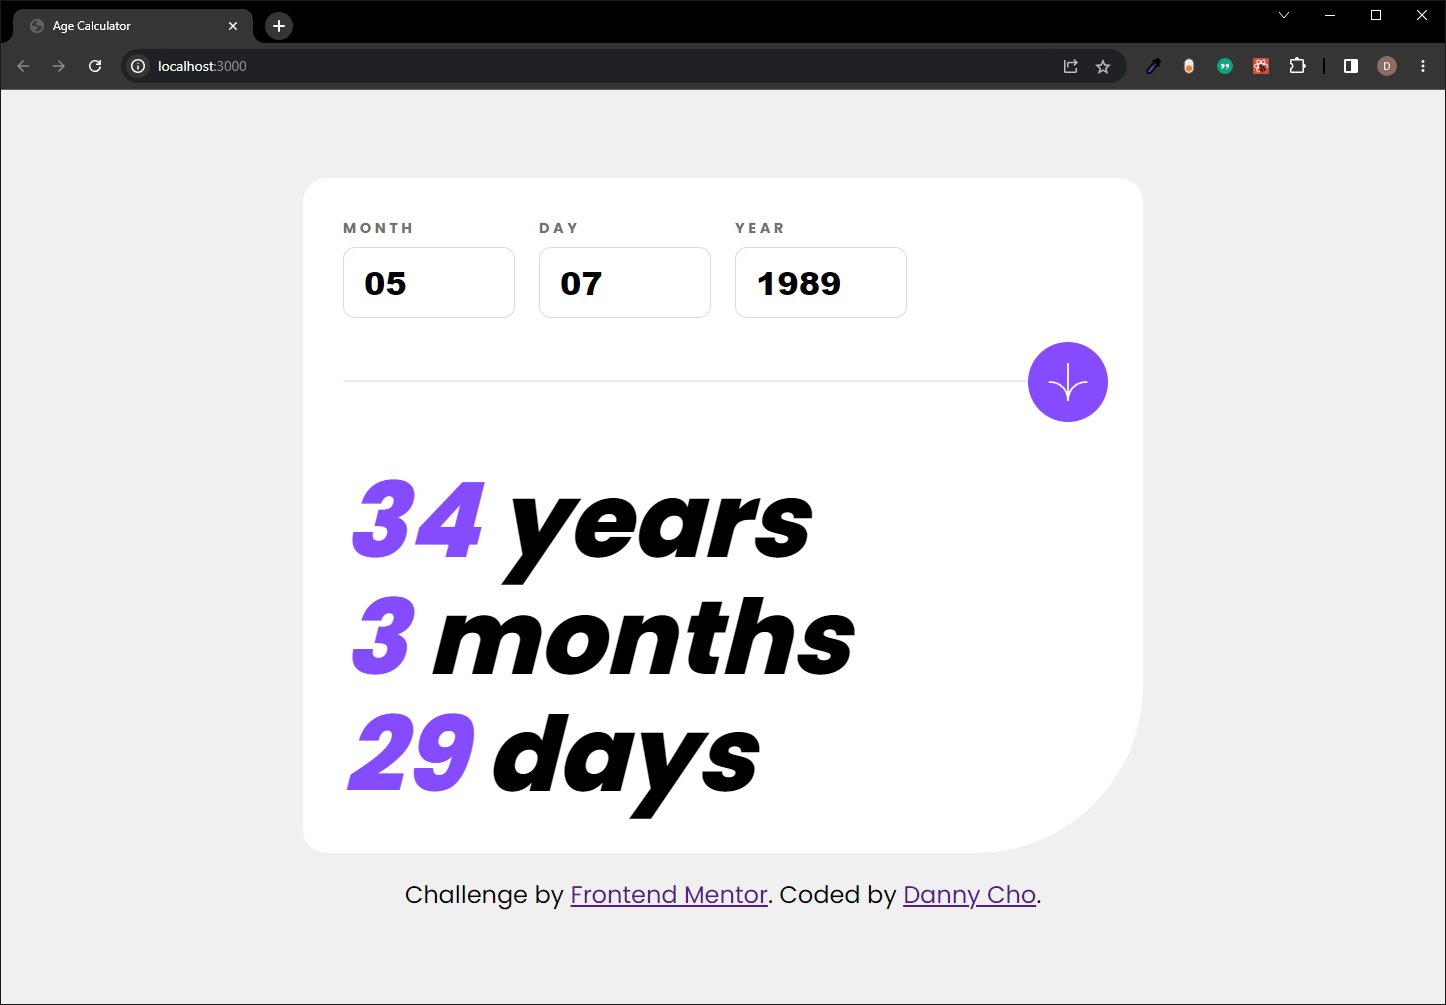 Age Calculator
localhost:3000
D
MONTH DAY YEAR
05 07 1989
34 years
3 months
29 days
Challenge by Frontend Mentor. Coded by Danny Cho.